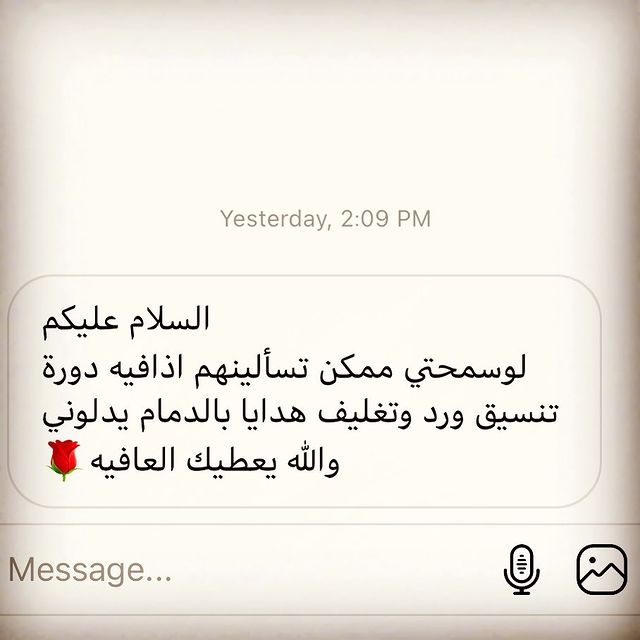 Yesterday, 2:09 PM
السلام عليكم
لوسمحتي ممكن تسألينهم اذافيه دورة
تنسيق ورد وتغليف هدايا بالدمام يدلوني
والله يعطيك العافيه 🌹
Message...